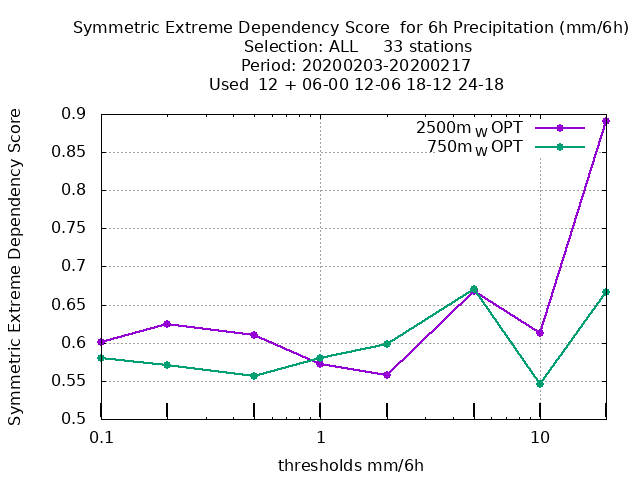 Symmetric Extreme Dependency Score  for 6h Precipitation (mm/6h)
Selection: ALL     33 stations
Period: 20200203-20200217
Used  12 + 06-00 12-06 18-12 24-18
Symmetric Extreme Dependency Score
0.9
0.85
0.8
0.75
0.7
0.65
0.6
0.55
0.5
2500m W OPT
750m W OPT
0.1 1 10
thresholds mm/6h